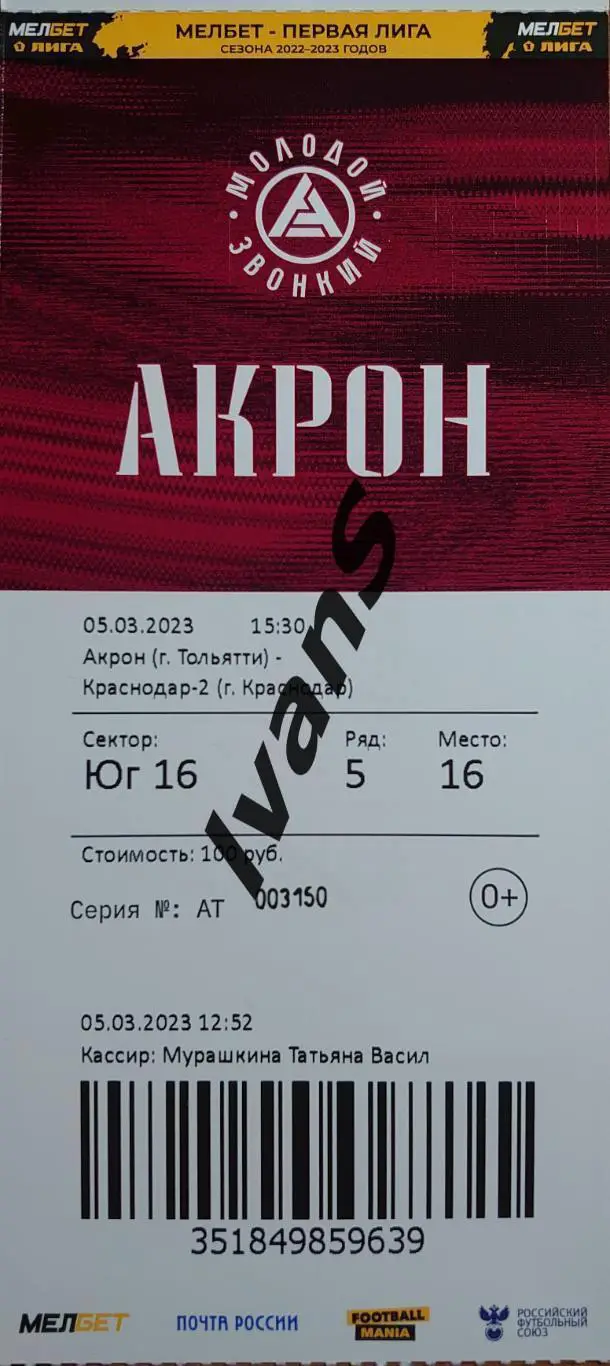 МЕЛБЕТ ЛИГА
МЕЛБЕТ - ПЕРВАЯ ЛИГА
СЕЗОНА 2022–2023 ГОДОВ
МЕЛБЕТ ЛИГА
• МОЛОДОЙ •
ЗВОНКИЙ
АКРОН
05.03.2023 15:30
Акрон (г. Тольятти) -
Краснодар-2 (г. Краснодар)
Сектор: Ряд: Место:
Юг 16 5 16
Стоимость: 100 руб.
Серия №: АТ 003150
0+
Ivans
05.03.2023 12:52
Кассир: Мурашкина Татьяна Васил
351849859639
МЕЛБЕТ
ПОЧТА РОССИИ
FOOTBALL
MANIA
РОССИЙСКИЙ
ФУТБОЛЬНЫЙ
СОЮЗ